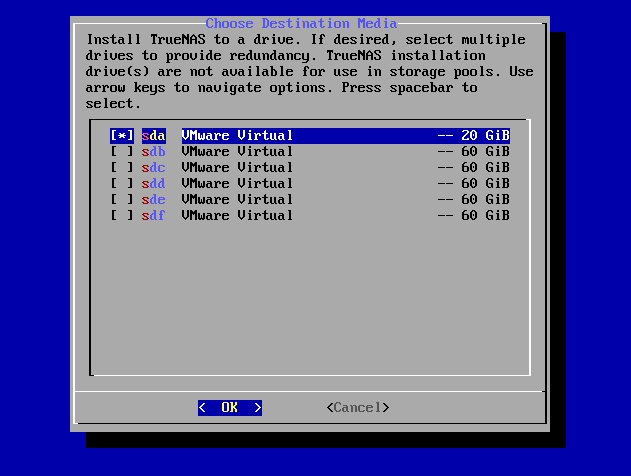 Choose Destination Media
Install TrueNAS to a drive. If desired, select multiple
drives to provide redundancy. TrueNAS installation
drive(s) are not available for use in storage pools. Use
arrow keys to navigate options. Press spacebar to
select.
[*] sda VMware Virtual -- 20 GiB
[ ] sdb VMware Virtual -- 60 GiB
[ ] sdc VMware Virtual -- 60 GiB
[ ] sdd VMware Virtual -- 60 GiB
[ ] sde VMware Virtual -- 60 GiB
[ ] sdf VMware Virtual -- 60 GiB
< OK > <Cancel>